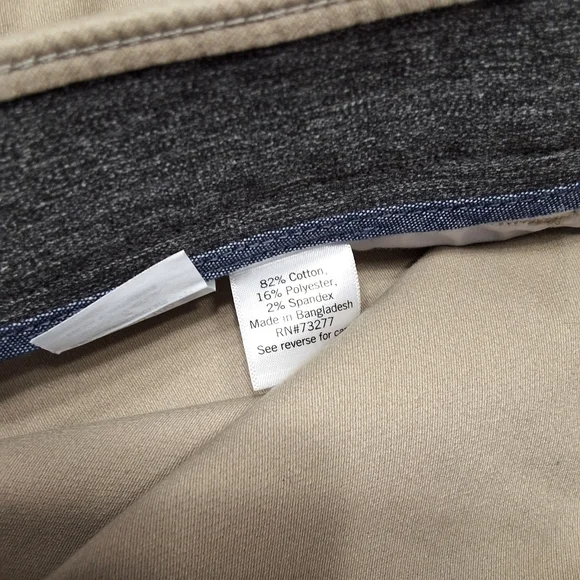 82% Cotton,
16% Polyester,
2% Spandex
Made in Bangladesh
RN#73277
See reverse for